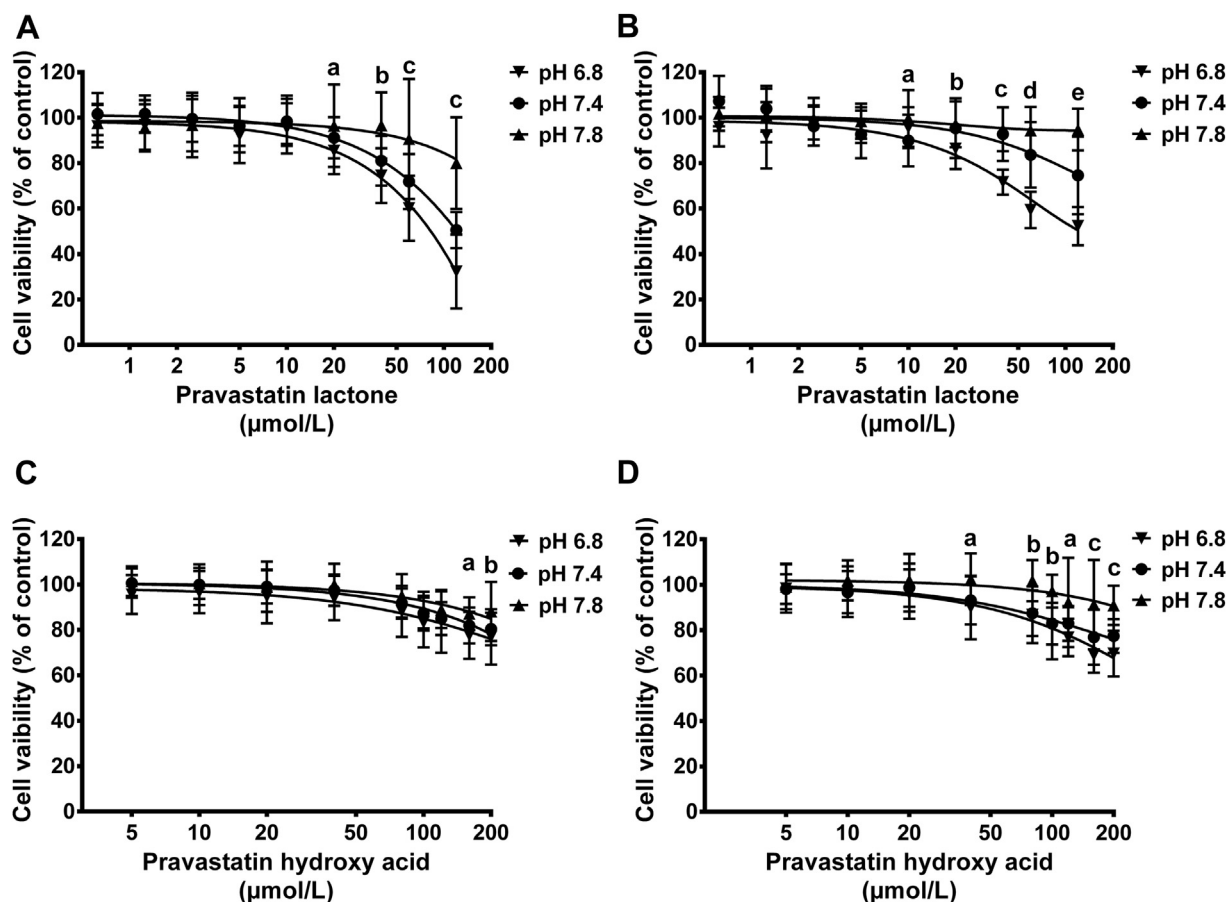 A
Cell vaibility (% of control)
120
100
80
60
40
20
0
a b c c
pH 6.8
pH 7.4
pH 7.8
1 2 5 10 20 50 100 200
Pravastatin lactone
(µmol/L)
B
Cell vaibility (% of control)
120
100
80
60
40
20
0
a b c d e
pH 6.8
pH 7.4
pH 7.8
1 2 5 10 20 50 100 200
Pravastatin lactone
(µmol/L)
C
Cell vaibility (% of control)
120
100
80
60
40
20
0
a b
pH 6.8
pH 7.4
pH 7.8
5 10 20 50 100 200
Pravastatin hydroxy acid
(µmol/L)
D
Cell vaibility (% of control)
120
100
80
60
40
20
0
a b b a c c
pH 6.8
pH 7.4
pH 7.8
5 10 20 50 100 200
Pravastatin hydroxy acid
(µmol/L)